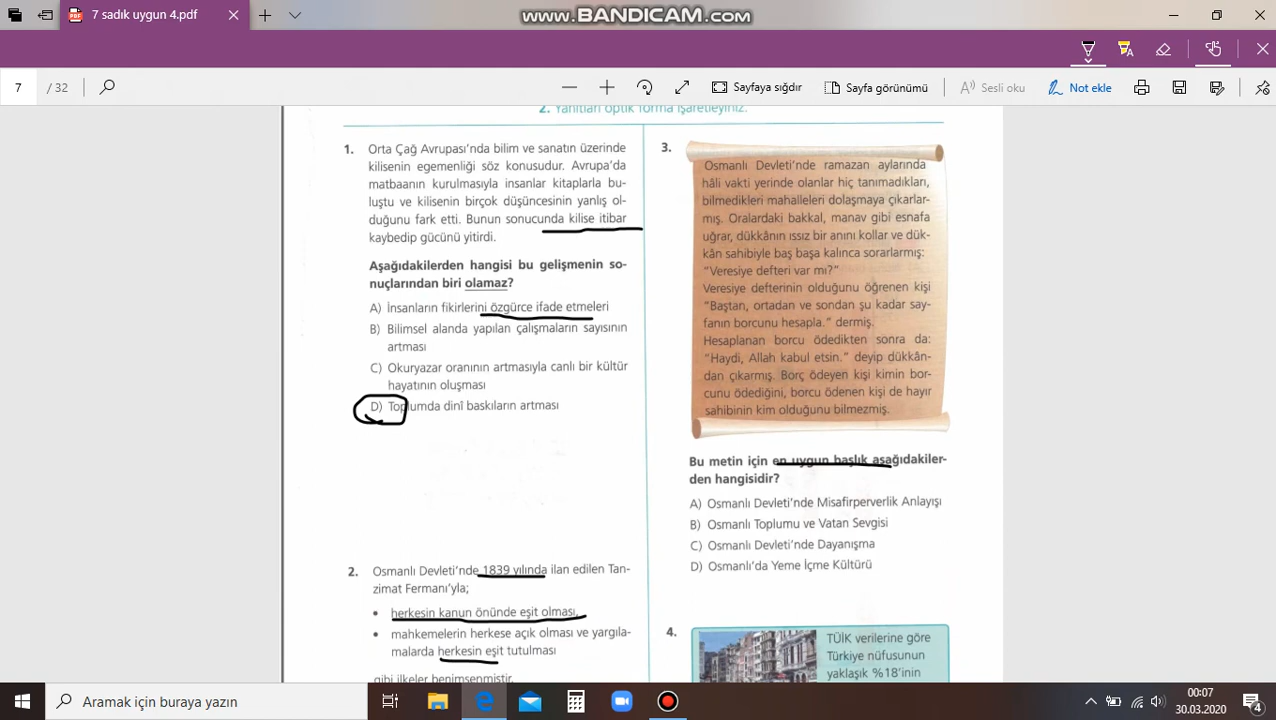 www.BANDICAM.com
7 sadık uygun 4.pdf
7 / 32
Sayfaya sığdır
Sayfa görünümü
Sesli oku
Not ekle
2. Yanıtları optik forma işaretleyiniz.
1. Orta Çağ Avrupası’nda bilim ve sanatın üzerinde
kilisenin egemenliği söz konusudur. Avrupa’da
matbaanın kurulmasıyla insanlar kitaplarla bu-
luştu ve kilisenin birçok düşüncesinin yanlış ol-
duğunu fark etti. Bunun sonucunda kilise itibar
kaybedip gücünü yitirdi.
Aşağıdakilerden hangisi bu gelişmenin so-
nuçlarından biri olamaz?
A) İnsanların fikirlerini özgürce ifade etmeleri
B) Bilimsel alanda yapılan çalışmaların sayısının
artması
C) Okuryazar oranının artmasıyla canlı bir kültür
hayatının oluşması
D) Toplumda dinî baskıların artması
2. Osmanlı Devleti’nde 1839 yılında ilan edilen Tan-
zimat Fermanı’yla;
• herkesin kanun önünde eşit olması,
• mahkemelerin herkese açık olması ve yargıla-
malarda herkesin eşit tutulması
gibi ilkeler benimsenmiştir.
3.
Osmanlı Devleti’nde ramazan aylarında
hâli vakti yerinde olanlar hiç tanımadıkları,
bilmedikleri mahalleleri dolaşmaya çıkarlar-
mış. Oralardaki bakkal, manav gibi esnafa
uğrar, dükkânın ıssız bir anını kollar ve dük-
kân sahibiyle baş başa kalınca sorarlarmış:
“Veresiye defteri var mı?”
Veresiye defterinin olduğunu öğrenen kişi
“Baştan, ortadan ve sondan şu kadar say-
fanın borcunu hesapla.” dermiş.
Hesaplanan borcu ödedikten sonra da:
“Haydi, Allah kabul etsin.” deyip dükkân-
dan çıkarmış. Borç ödeyen kişi kimin bor-
cunu ödediğini, borcu ödenen kişi de hayır
sahibinin kim olduğunu bilmezmiş.
Bu metin için en uygun başlık aşağıdakiler-
den hangisidir?
A) Osmanlı Devleti’nde Misafirperverlik Anlayışı
B) Osmanlı Toplumu ve Vatan Sevgisi
C) Osmanlı Devleti’nde Dayanışma
D) Osmanlı’da Yeme İçme Kültürü
4.
TÜİK verilerine göre
Türkiye nüfusunun
yaklaşık %18’inin
Aramak için buraya yazın
00:07
30.03.2020
4